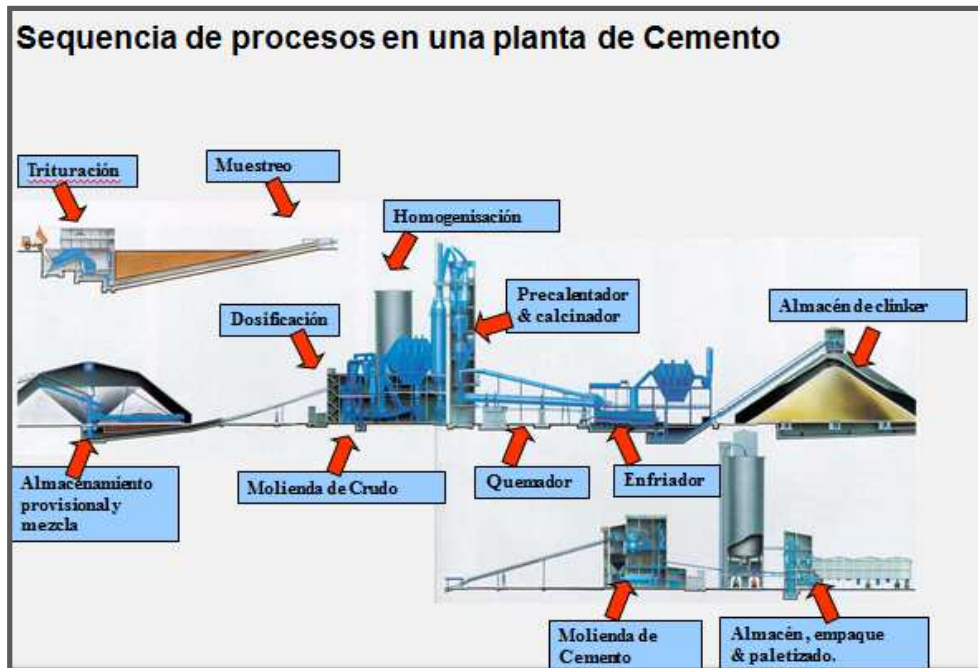 Sequencia de procesos en una planta de Cemento
Trituración
Muestreo
Homogenisación
Dosificación
Precalentador
& calcinador
Almacén de clinker
Almacenamiento
provisional y
mezcla
Molienda de Crudo
Quemador
Enfriador
Molienda de
Cemento
Almacén , empaque
& paletizado.